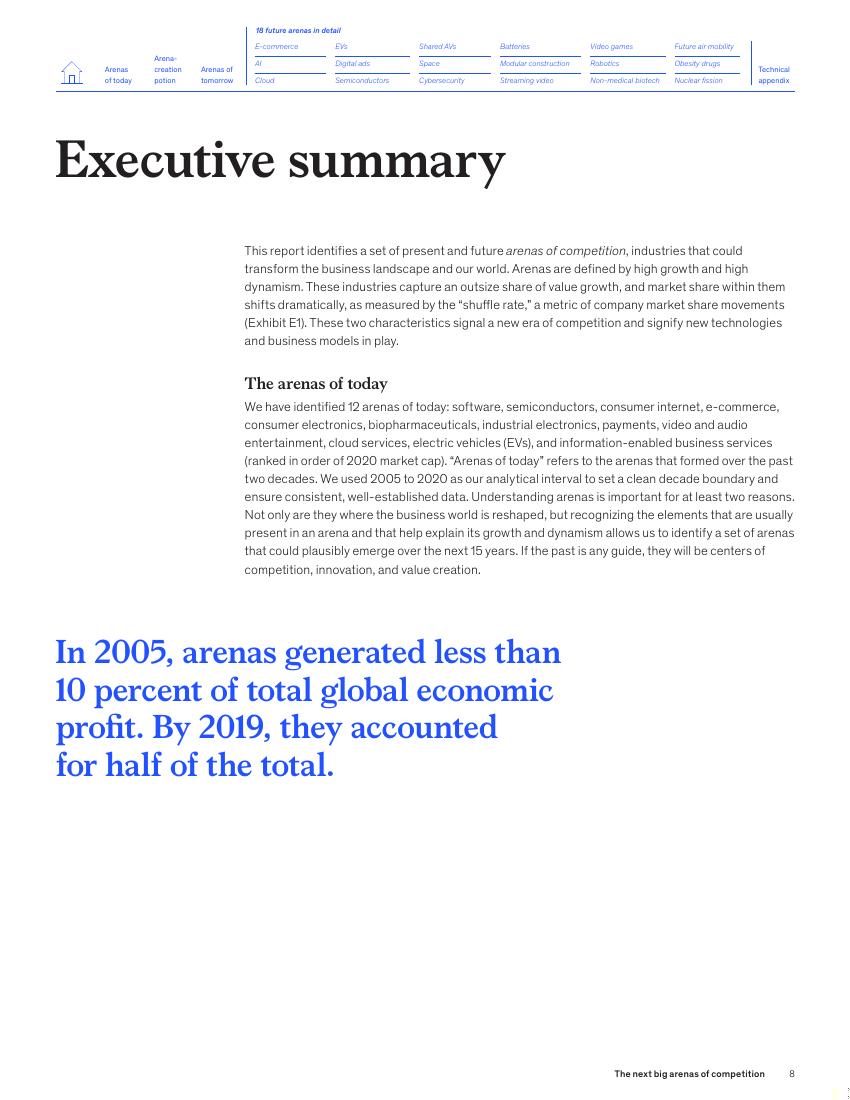 18 future arenas in detail
E-commerce EVs Shared AVs Batteries Video games Future air mobility
Arenas of today
Arena-creation potion
Arenas of tomorrow
AI Digital ads Space Modular construction Robotics Obesity drugs
Cloud Semiconductors Cybersecurity Streaming video Non-medical biotech Nuclear fission
Technical appendix
Executive summary
This report identifies a set of present and future arenas of competition, industries that could
transform the business landscape and our world. Arenas are defined by high growth and high
dynamism. These industries capture an outsize share of value growth, and market share within them
shifts dramatically, as measured by the “shuffle rate,” a metric of company market share movements
(Exhibit E1). These two characteristics signal a new era of competition and signify new technologies
and business models in play.
The arenas of today
We have identified 12 arenas of today: software, semiconductors, consumer internet, e-commerce,
consumer electronics, biopharmaceuticals, industrial electronics, payments, video and audio
entertainment, cloud services, electric vehicles (EVs), and information-enabled business services
(ranked in order of 2020 market cap). “Arenas of today” refers to the arenas that formed over the past
two decades. We used 2005 to 2020 as our analytical interval to set a clean decade boundary and
ensure consistent, well-established data. Understanding arenas is important for at least two reasons.
Not only are they where the business world is reshaped, but recognizing the elements that are usually
present in an arena and that help explain its growth and dynamism allows us to identify a set of arenas
that could plausibly emerge over the next 15 years. If the past is any guide, they will be centers of
competition, innovation, and value creation.
In 2005, arenas generated less than
10 percent of total global economic
profit. By 2019, they accounted
for half of the total.
The next big arenas of competition 8